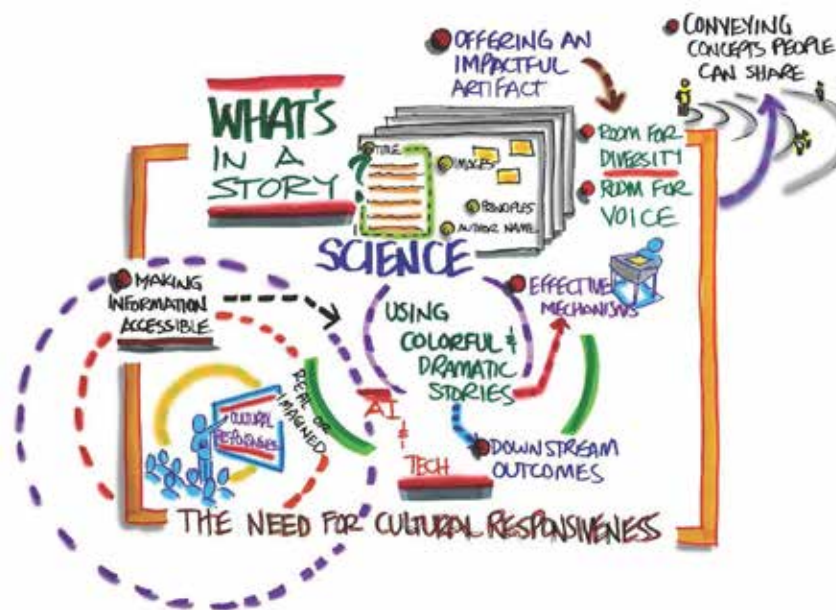 WHAT'S
IN A
STORY
OFFERING AN
IMPACTFUL
ARTIFACT
CONVEYING
CONCEPTS PEOPLE
CAN SHARE
TITLE
IMAGES
PRINCIPLES
AUTHOR NAME
ROOM FOR
DIVERSITY
ROOM FOR
VOICE
SCIENCE
MAKING
INFORMATION
ACCESSIBLE
USING
COLORFUL &
DRAMATIC
STORIES
EFFECTIVE
MECHANISMS
REAL OR
IMAGINED
CULTURAL
RESPONSES
AI
&
TECH
DOWNSTREAM
OUTCOMES
THE NEED FOR CULTURAL RESPONSIVENESS